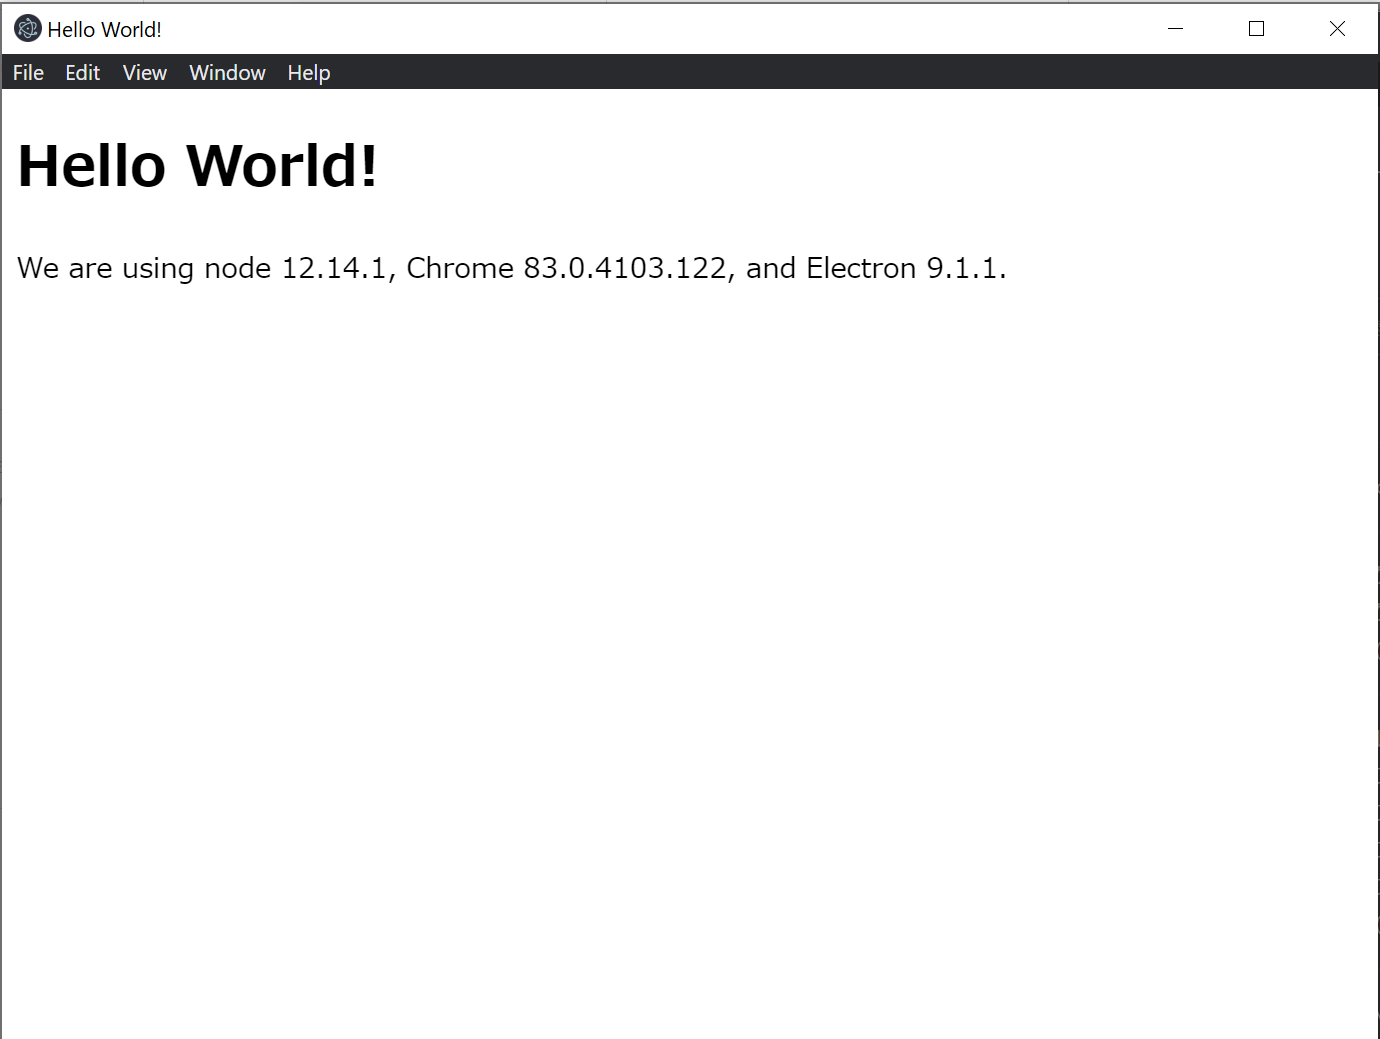 Hello World!
File Edit View Window Help
Hello World!
We are using node 12.14.1, Chrome 83.0.4103.122, and Electron 9.1.1.